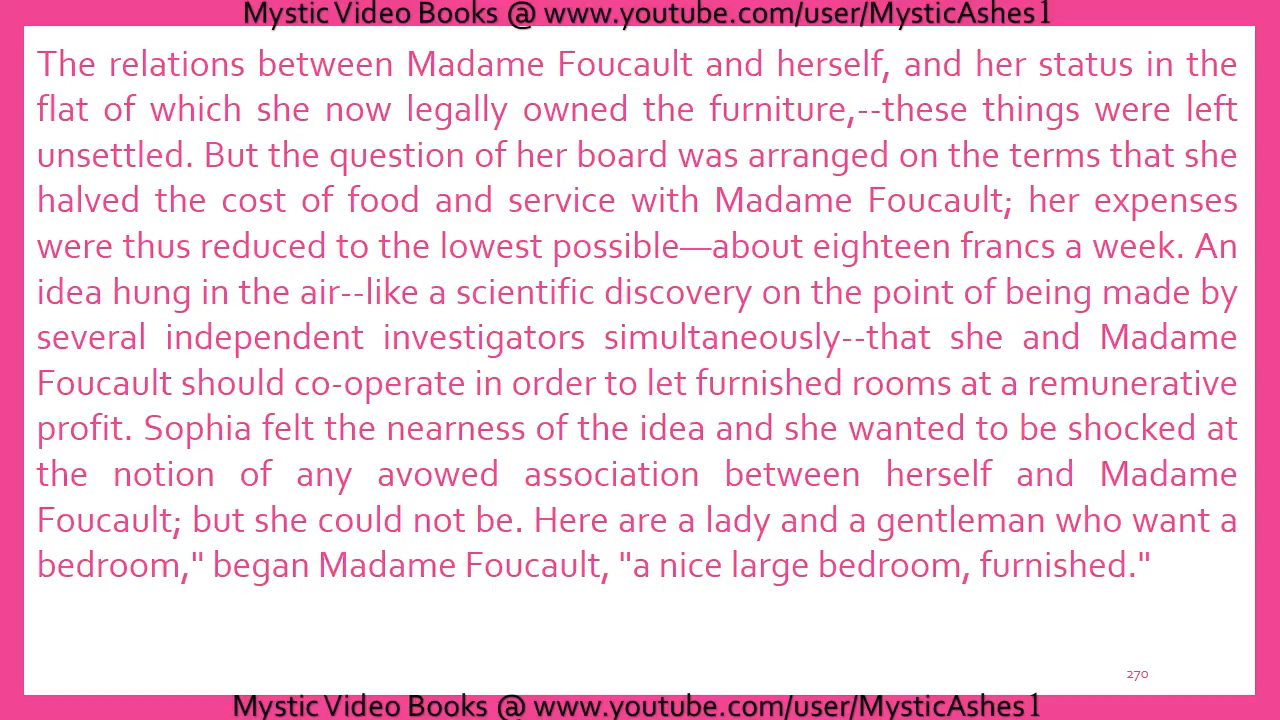 Mystic Video Books @ www.youtube.com/user/MysticAshes1
The relations between Madame Foucault and herself, and her status in the
flat of which she now legally owned the furniture,--these things were left
unsettled. But the question of her board was arranged on the terms that she
halved the cost of food and service with Madame Foucault; her expenses
were thus reduced to the lowest possible—about eighteen francs a week. An
idea hung in the air--like a scientific discovery on the point of being made by
several independent investigators simultaneously--that she and Madame
Foucault should co-operate in order to let furnished rooms at a remunerative
profit. Sophia felt the nearness of the idea and she wanted to be shocked at
the notion of any avowed association between herself and Madame
Foucault; but she could not be. Here are a lady and a gentleman who want a
bedroom," began Madame Foucault, "a nice large bedroom, furnished."
270
Mystic Video Books @ www.youtube.com/user/MysticAshes1